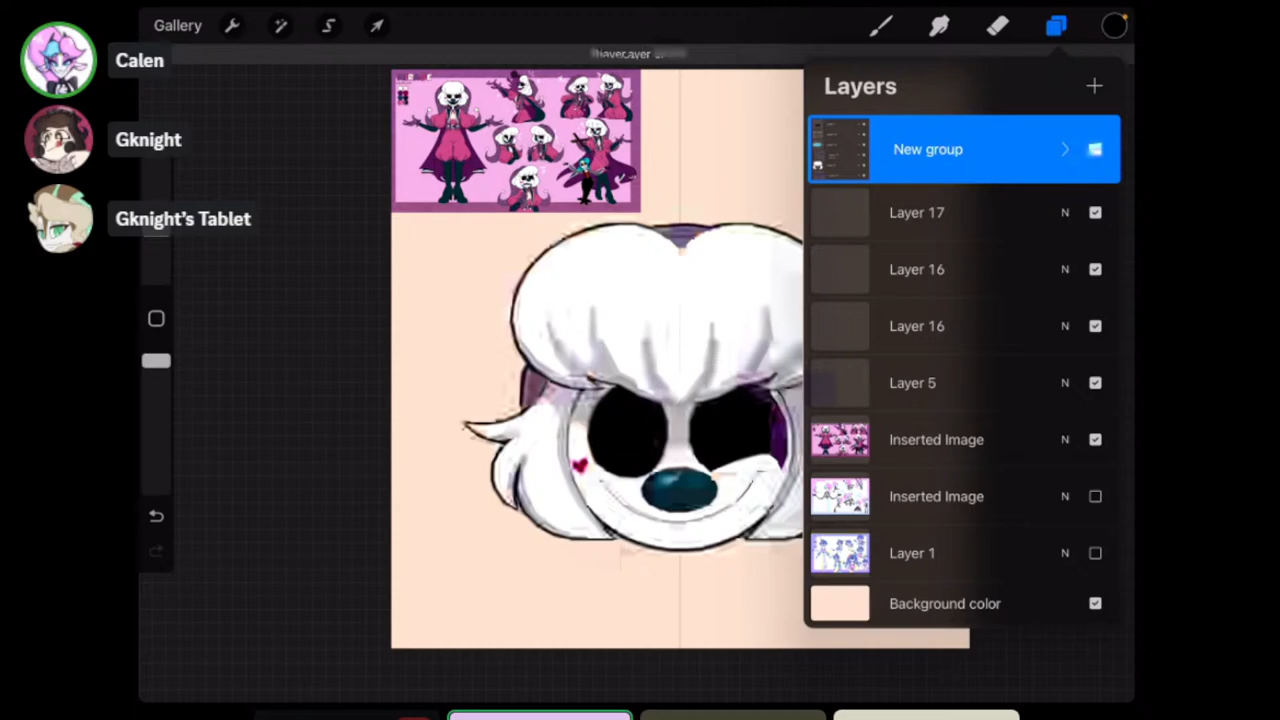 Gallery
Calen
Gknight
Gknight's Tablet
Layers
New group
Layer 17
N
Layer 16
N
Layer 16
N
Layer 5
N
Inserted Image
N
Inserted Image
N
Layer 1
N
Background color